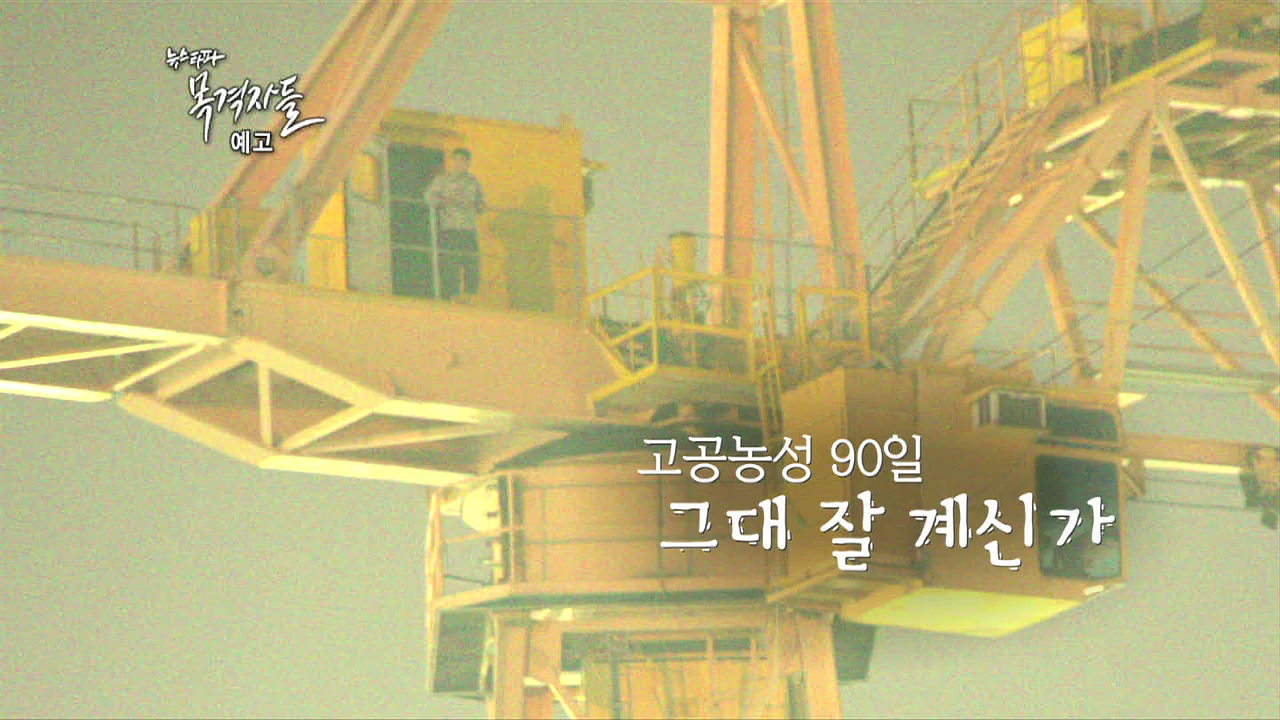 뉴스타파
목격자들
예고
고공농성 90일
그대 잘 계신가